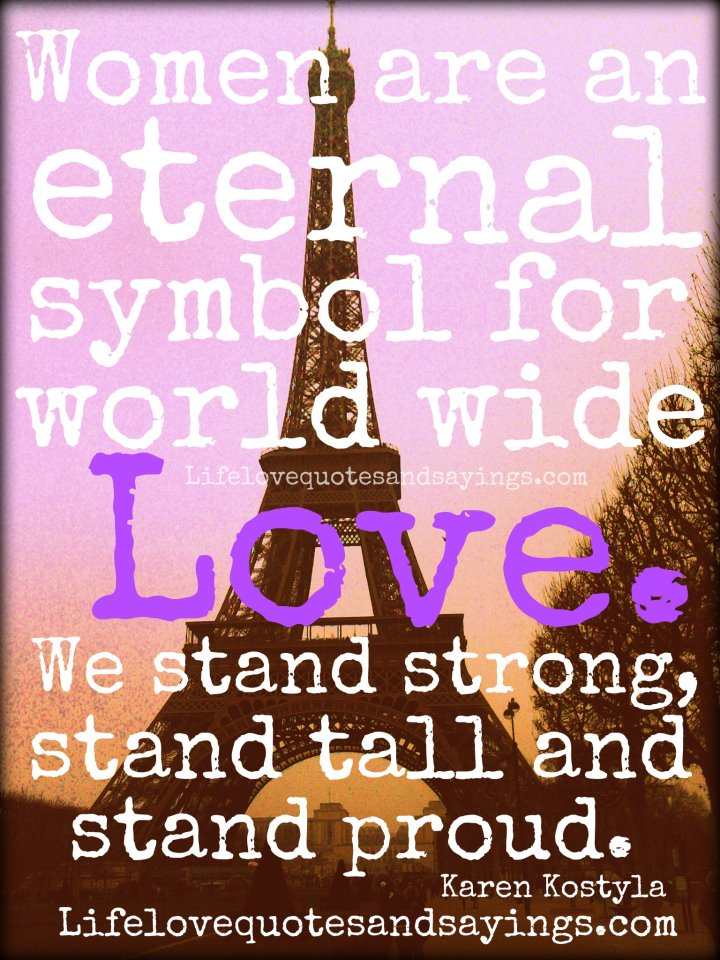 Women are an
eternal
symbol for
world wide
Lifelovequotesandsayings.com
Love.
We stand strong,
stand tall and
stand proud.
Karen Kostyla
Lifelovequotesandsayings.com